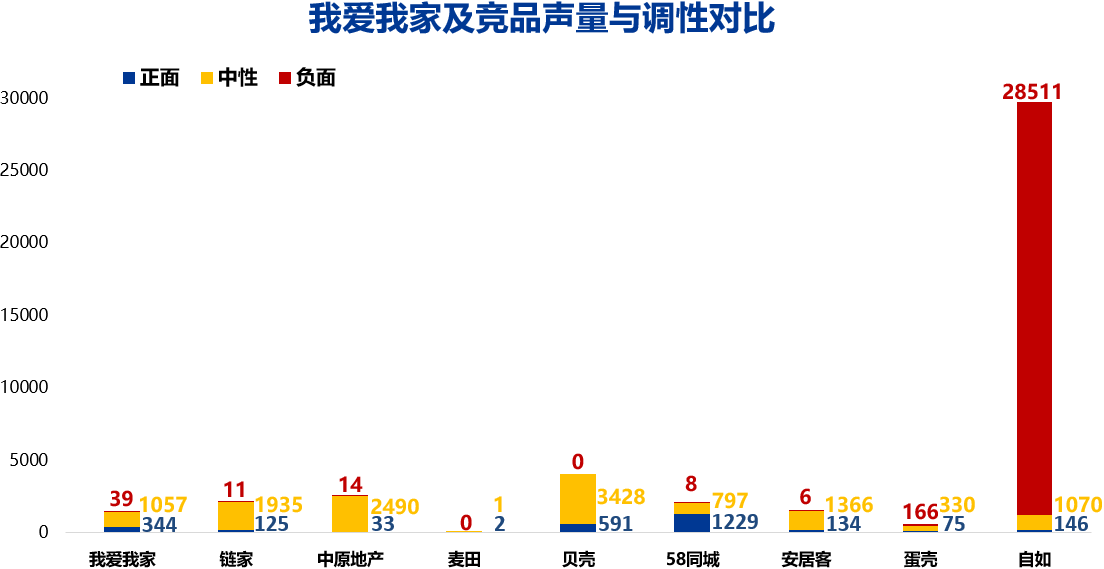 我爱我家及竞品声量与调性对比
正面 中性 负面
30000
25000
20000
15000
10000
5000
0
28511
39 1057 344
11 1935 125
14 2490 33
0 1 2
0 3428 591
8 797 1229
6 1366 134
166 330 75
1070 146
我爱我家 链家 中原地产 麦田 贝壳 58同城 安居客 蛋壳 自如